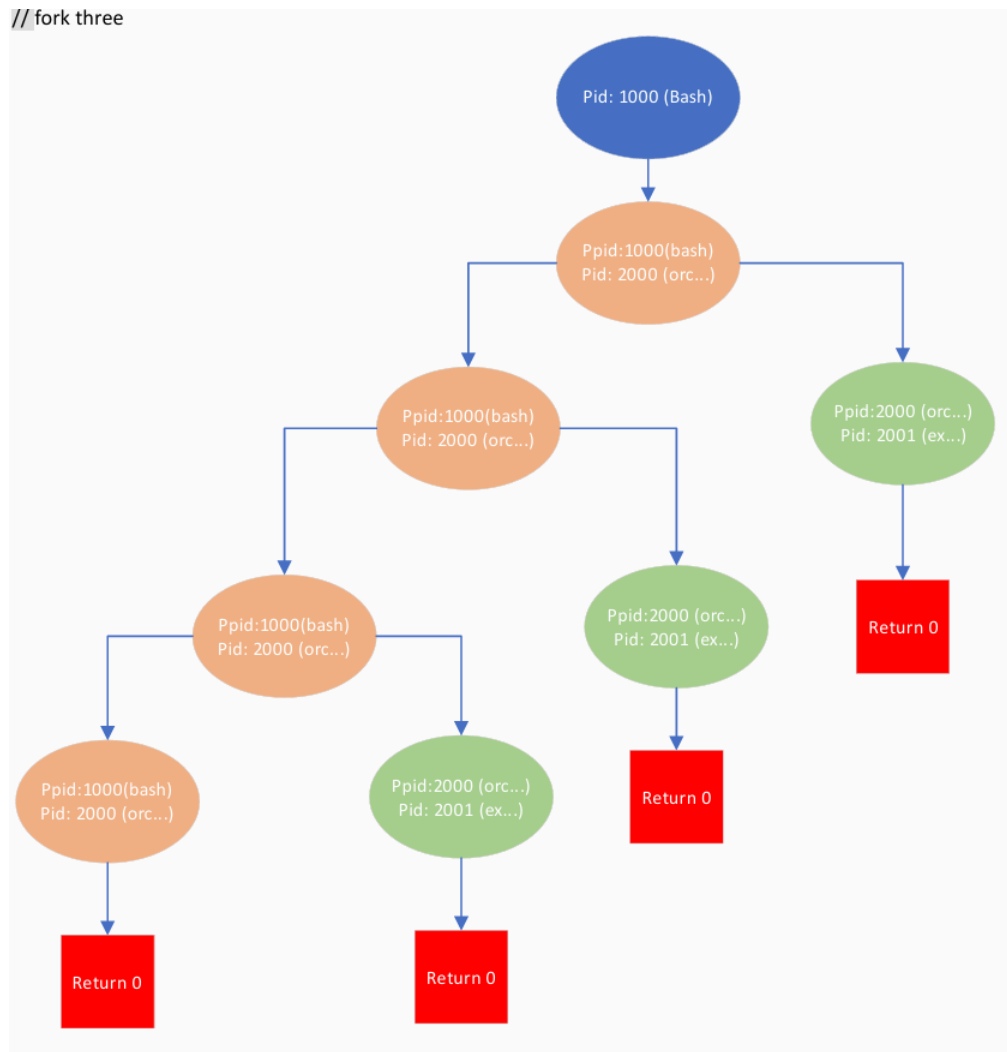 // fork three
Pid: 1000 (Bash)
Ppid:1000(bash)
Pid: 2000 (orc...)
Ppid:1000(bash)
Pid: 2000 (orc...)
Ppid:2000 (orc...)
Pid: 2001 (ex...)
Ppid:1000(bash)
Pid: 2000 (orc...)
Ppid:2000 (orc...)
Pid: 2001 (ex...)
Return 0
Ppid:1000(bash)
Pid: 2000 (orc...)
Ppid:2000 (orc...)
Pid: 2001 (ex...)
Return 0
Return 0
Return 0